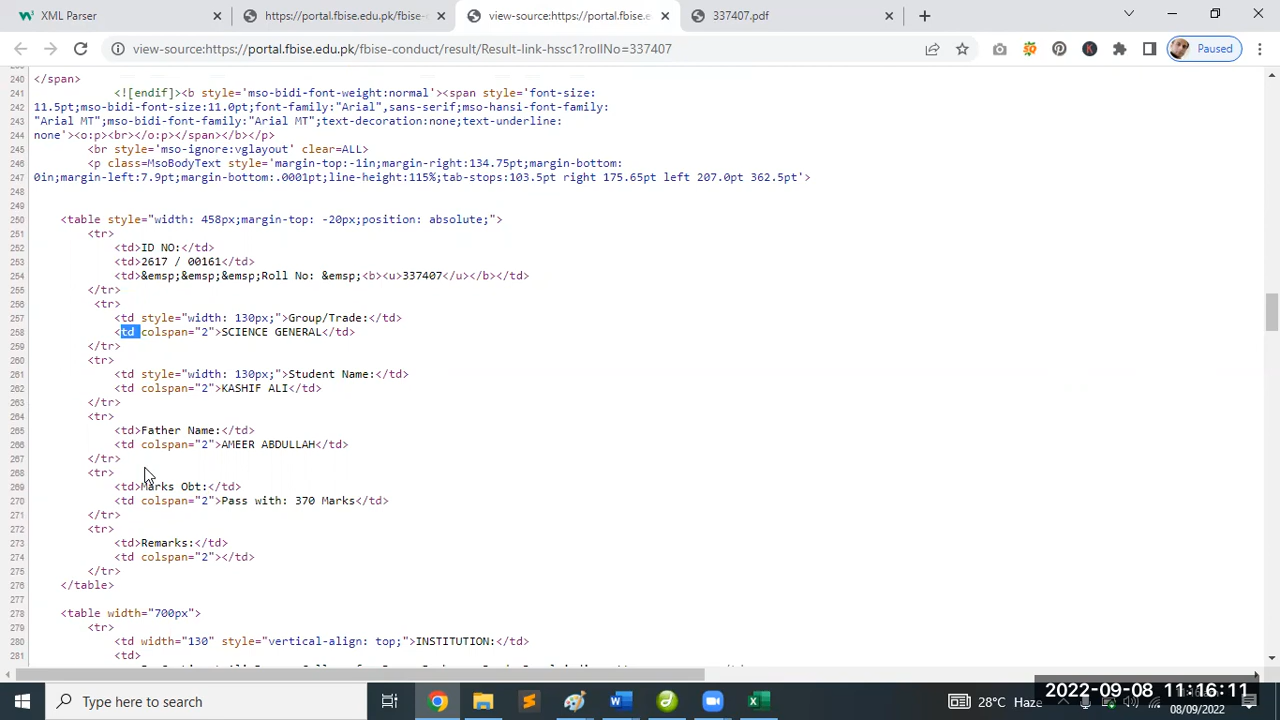 XML Parser
https://portal.fbise.edu.pk/fbise-
view-source:https://portal.fbise.e
337407.pdf
view-source:https://portal.fbise.edu.pk/fbise-conduct/result/Result-link-hssc1?rollNo=337407
Paused
240 </span>
241 <![endif]><b style='mso-bidi-font-weight:normal'><span style='font-size:
242 11.5pt;mso-bidi-font-size:11.0pt;font-family:"Arial",sans-serif;mso-hansi-font-family:
243 "Arial MT";mso-bidi-font-family:"Arial MT";text-decoration:none;text-underline:
244 none'><o:p><br></o:p></span></b></p>
245 <br style='mso-ignore:vglayout' clear=ALL>
246 <p class=MsoBodyText style='margin-top:-1in;margin-right:134.75pt;margin-bottom:
247 0in;margin-left:7.9pt;margin-bottom:.0001pt;line-height:115%;tab-stops:103.5pt right 175.65pt left 207.0pt 362.5pt'>
248
249
250 <table style="width: 458px;margin-top: -20px;position: absolute;">
251 <tr>
252 <td>ID NO:</td>
253 <td>2617 / 00161</td>
254 <td>&emsp;&emsp;&emsp;Roll No: &emsp;<b><u>337407</u></b></td>
255 </tr>
256 <tr>
257 <td style="width: 130px;">Group/Trade:</td>
258 <td colspan="2">SCIENCE GENERAL</td>
259 </tr>
260 <tr>
261 <td style="width: 130px;">Student Name:</td>
262 <td colspan="2">KASHIF ALI</td>
263 </tr>
264 <tr>
265 <td>Father Name:</td>
266 <td colspan="2">AMEER ABDULLAH</td>
267 </tr>
268 <tr>
269 <td>Marks Obt:</td>
270 <td colspan="2">Pass with: 370 Marks</td>
271 </tr>
272 <tr>
273 <td>Remarks:</td>
274 <td colspan="2"></td>
275 </tr>
276 </table>
277
278 <table width="700px">
279 <tr>
280 <td width="130" style="vertical-align: top;">INSTITUTION:</td>
281 <td>
Type here to search
28°C Haze
2022-09-08 11:16:11
08/09/2022